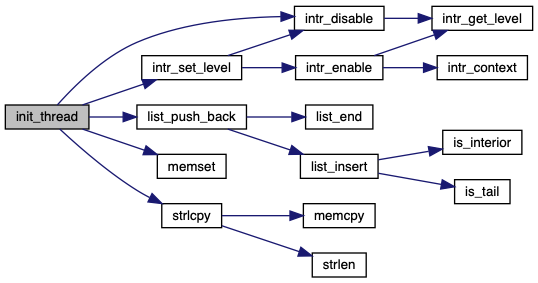 intr_disable
intr_get_level
intr_set_level
intr_enable
intr_context
init_thread
list_push_back
list_end
is_interior
memset
list_insert
is_tail
strlcpy
memcpy
strlen